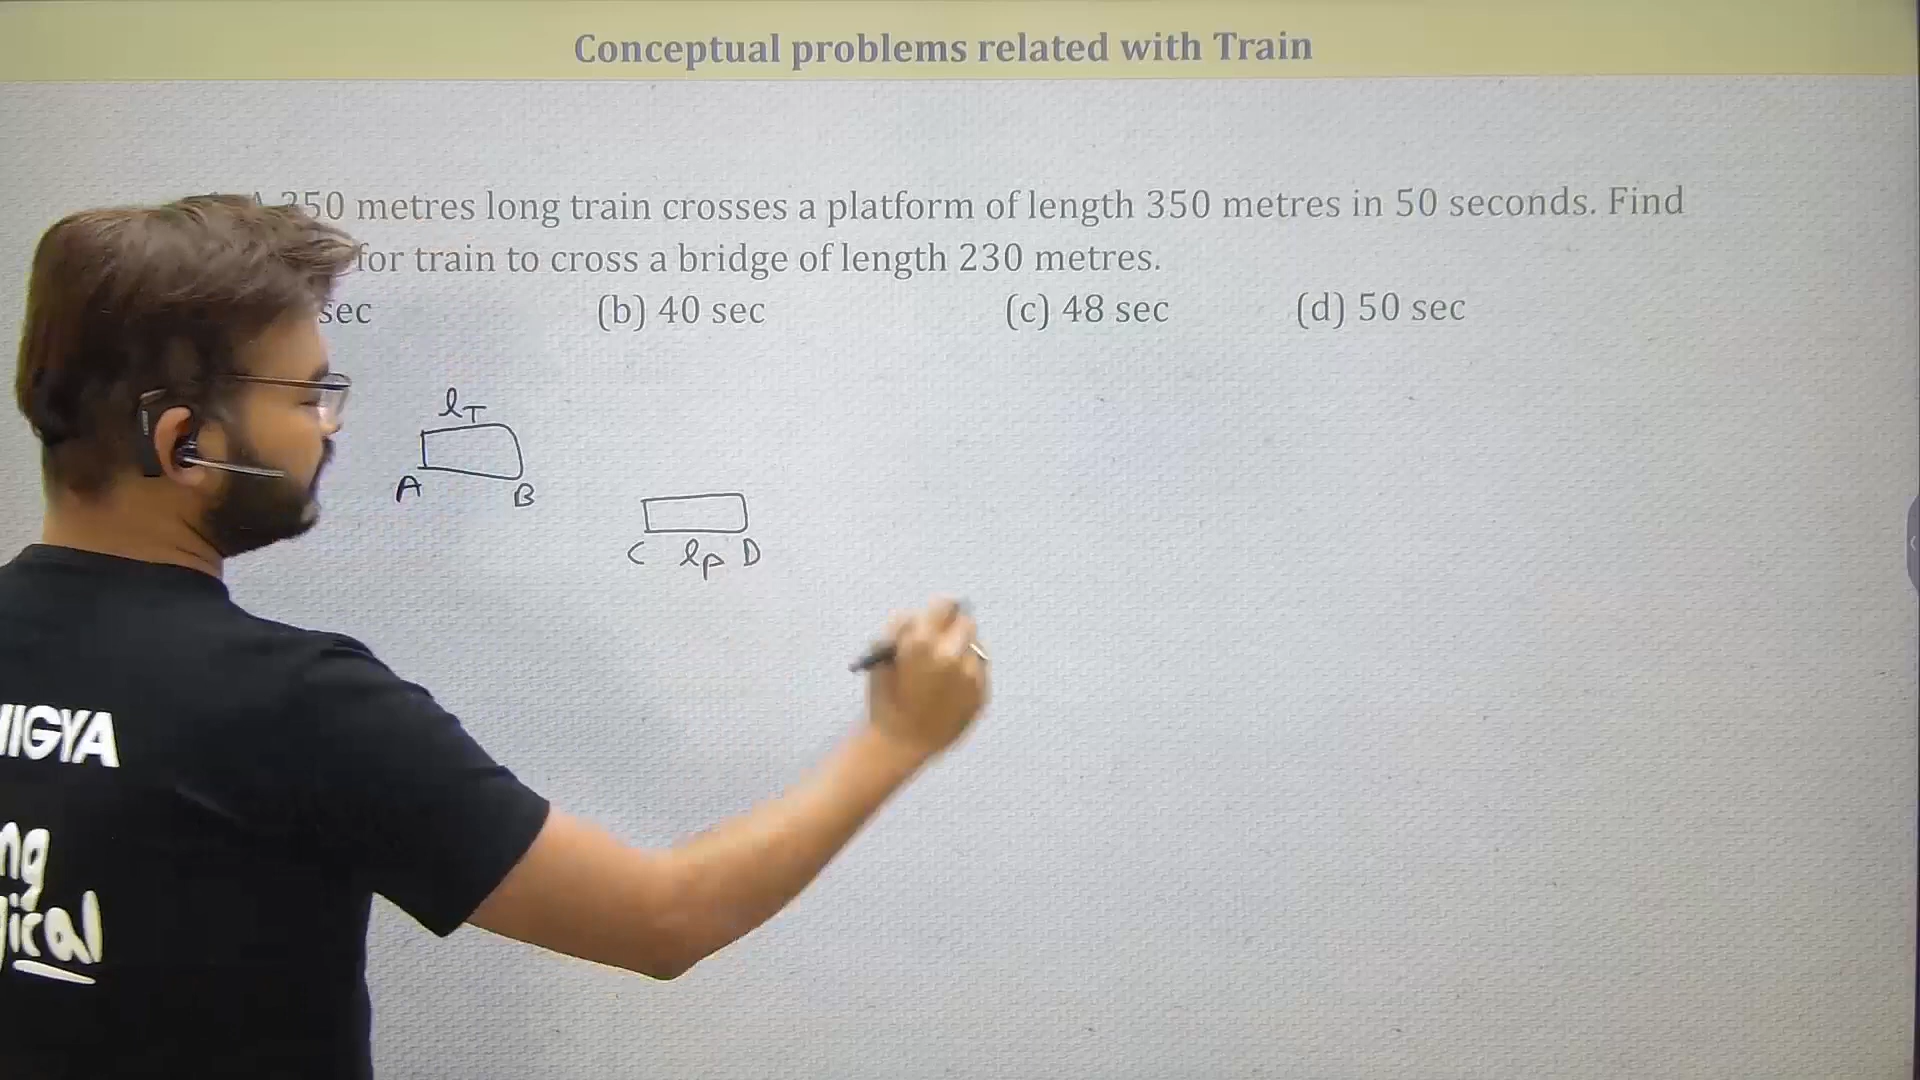 Conceptual problems related with Train
A 250 metres long train crosses a platform of length 350 metres in 50 seconds. Find
for train to cross a bridge of length 230 metres.
sec (b) 40 sec (c) 48 sec (d) 50 sec
lT
A B
C lP D
IGYA
ng
ical